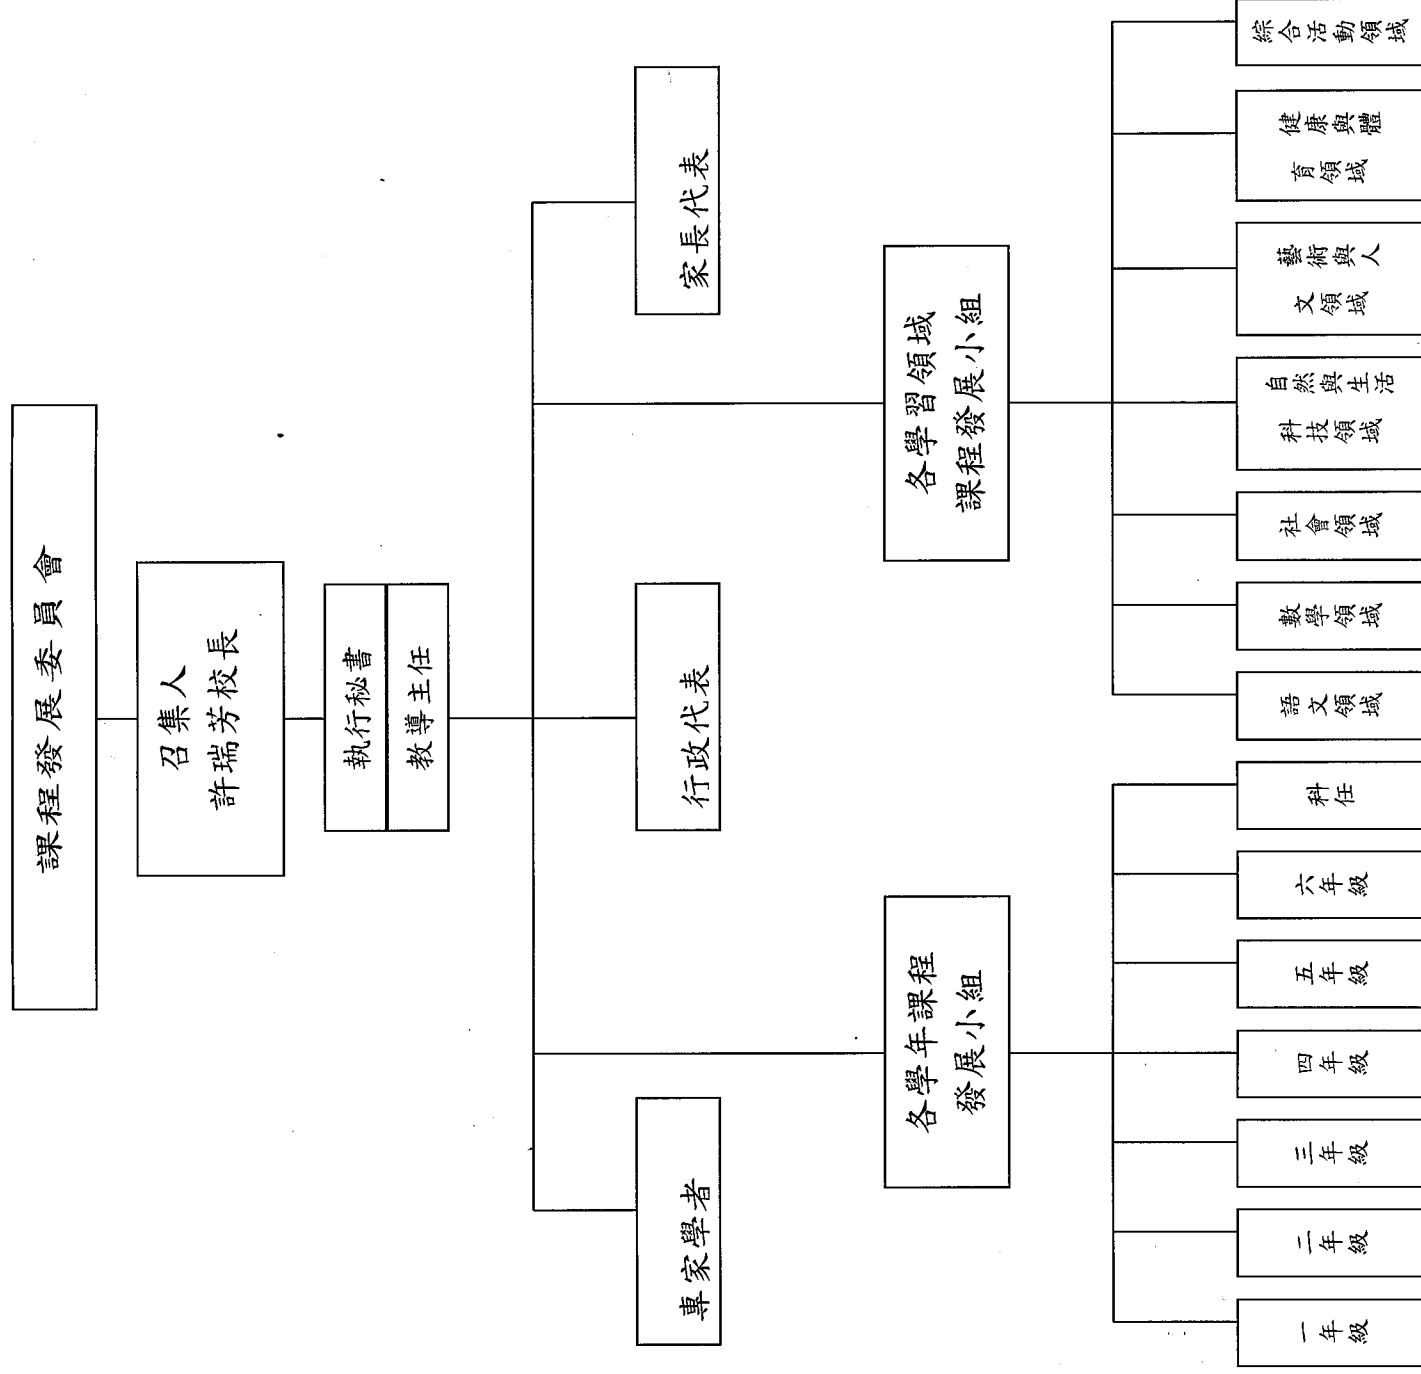 課程發展委員會
召集人
許瑞芳校長
執行秘書
教導主任
專家學者
行政代表
家長代表
各學年課程
發展小組
各學習領域
課程發展小組
一年級
二年級
三年級
四年級
五年級
六年級
科任
語文領域
數學領域
社會領域
自然與生活
科技領域
藝術與人
文領域
健康與體
育領域
綜合活動領域